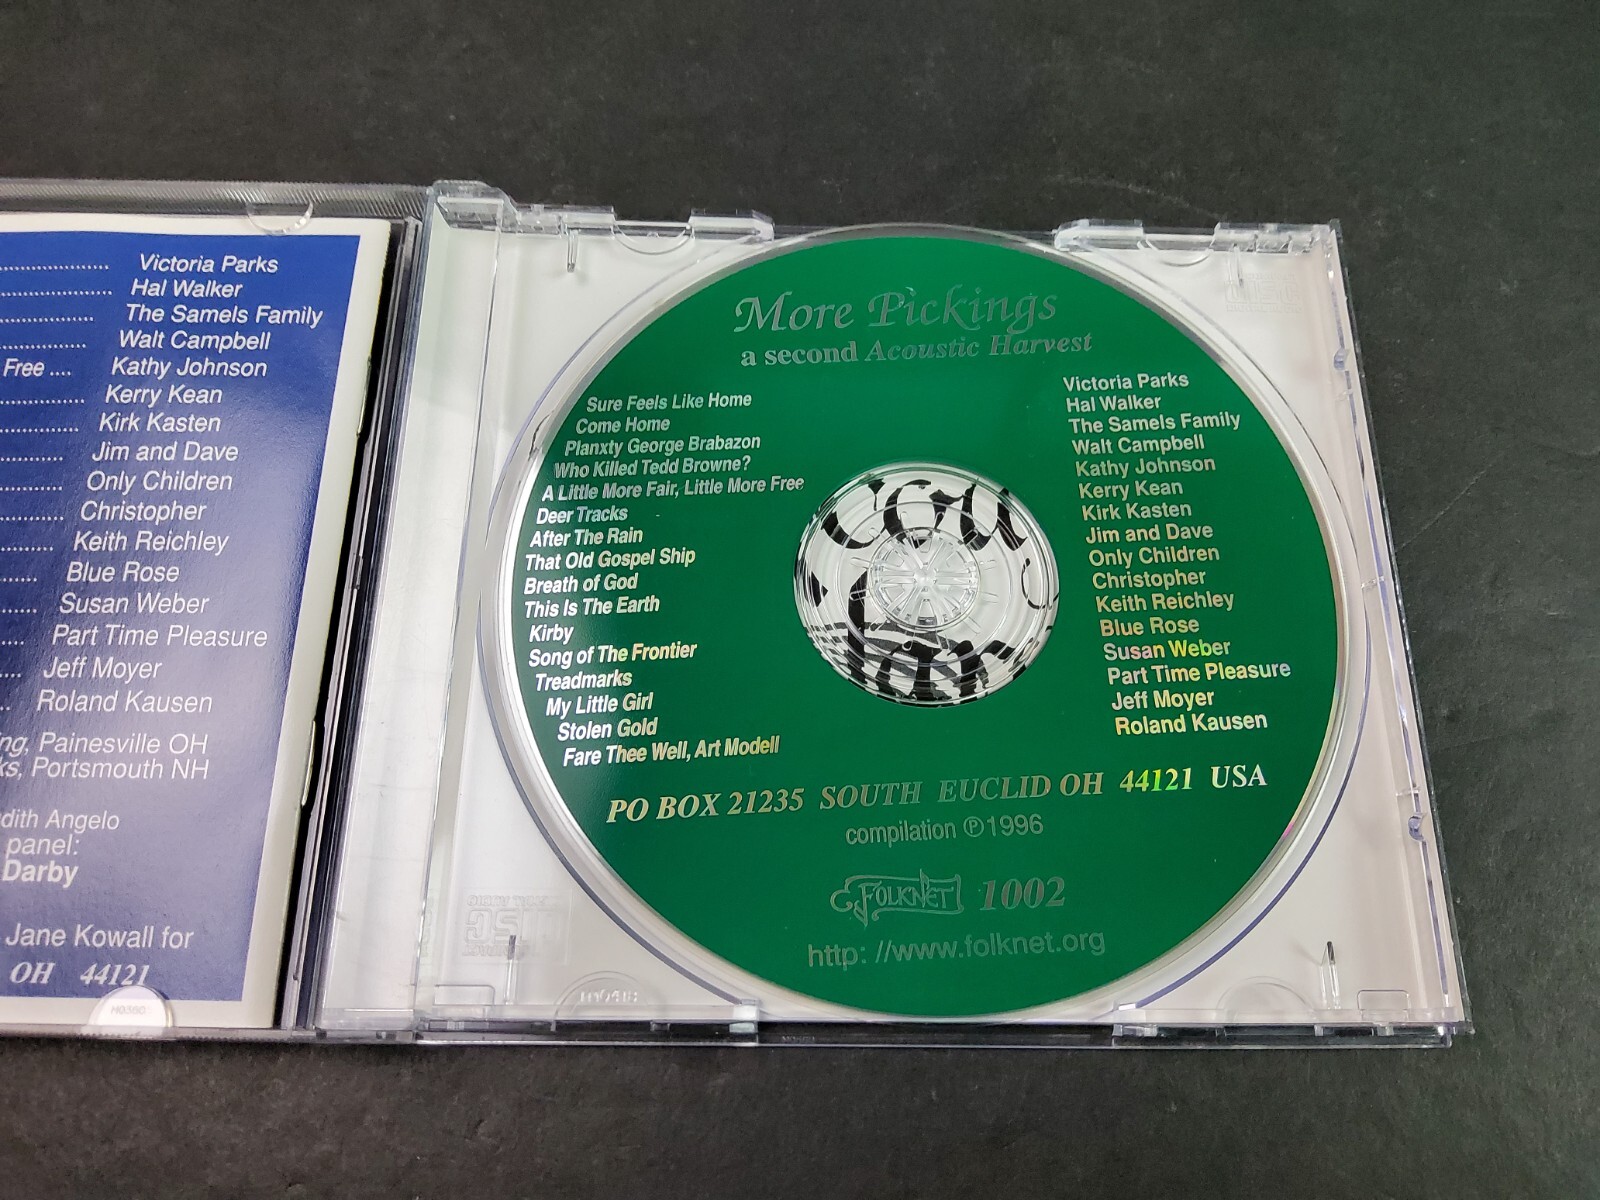 Victoria Parks
Hal Walker
The Samels Family
Walt Campbell
Free .... Kathy Johnson
Kerry Kean
Kirk Kasten
Jim and Dave
Only Children
Christopher
Keith Reichley
Blue Rose
Susan Weber
Part Time Pleasure
Jeff Moyer
Roland Kausen
ng, Painesville OH
ks, Portsmouth NH
dith Angelo
panel:
Darby
Jane Kowall for
OH 44121
More Pickings
a second Acoustic Harvest
Sure Feels Like Home
Come Home
Planxty George Brabazon
Who Killed Tedd Browne?
A Little More Fair, Little More Free
Deer Tracks
After The Rain
That Old Gospel Ship
Breath of God
This Is The Earth
Kirby
Song of The Frontier
Treadmarks
My Little Girl
Stolen Gold
Fare Thee Well, Art Modell
Victoria Parks
Hal Walker
The Samels Family
Walt Campbell
Kathy Johnson
Kerry Kean
Kirk Kasten
Jim and Dave
Only Children
Christopher
Keith Reichley
Blue Rose
Susan Weber
Part Time Pleasure
Jeff Moyer
Roland Kausen
PO BOX 21235 SOUTH EUCLID OH 44121 USA
compilation ℗1996
FOLKNET 1002
http: //www.folknet.org